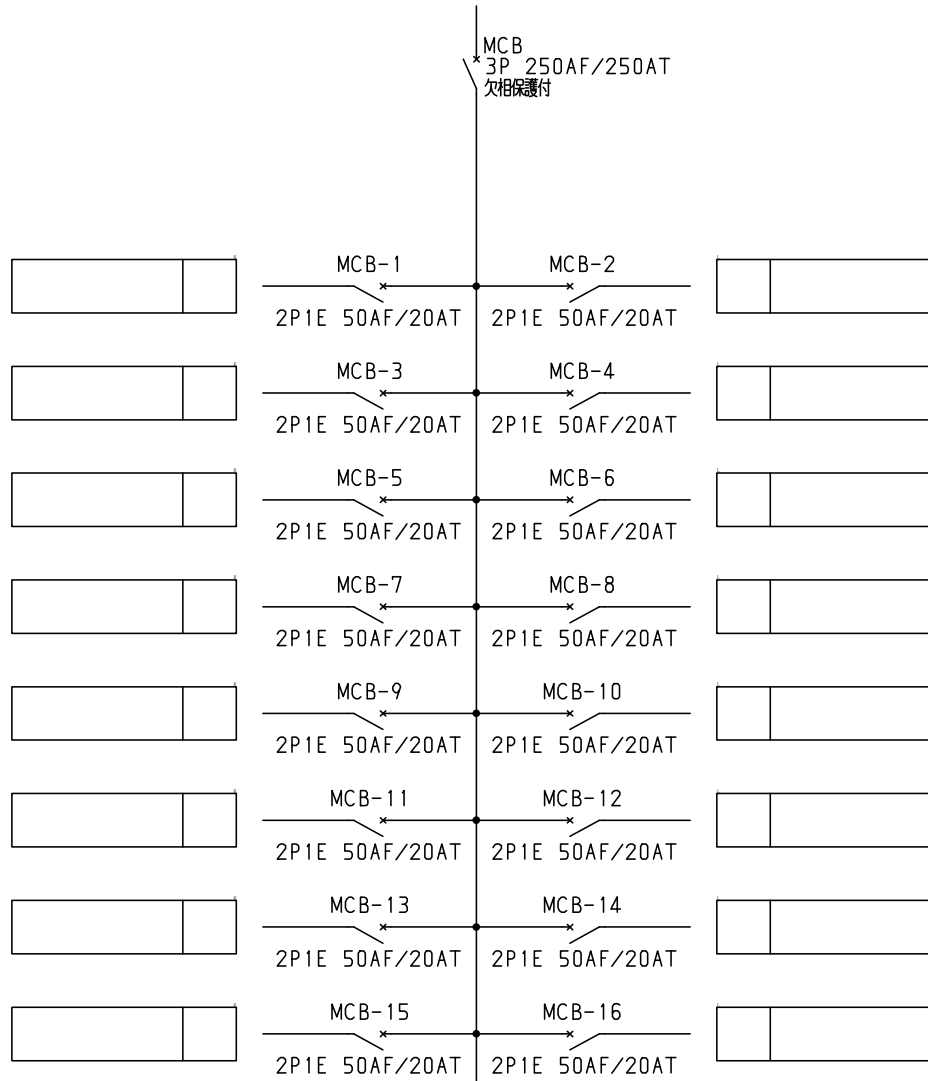 MCB
3P 250AF/250AT
欠相保護付
MCB-1 MCB-2
2P1E 50AF/20AT 2P1E 50AF/20AT
MCB-3 MCB-4
2P1E 50AF/20AT 2P1E 50AF/20AT
MCB-5 MCB-6
2P1E 50AF/20AT 2P1E 50AF/20AT
MCB-7 MCB-8
2P1E 50AF/20AT 2P1E 50AF/20AT
MCB-9 MCB-10
2P1E 50AF/20AT 2P1E 50AF/20AT
MCB-11 MCB-12
2P1E 50AF/20AT 2P1E 50AF/20AT
MCB-13 MCB-14
2P1E 50AF/20AT 2P1E 50AF/20AT
MCB-15 MCB-16
2P1E 50AF/20AT 2P1E 50AF/20AT